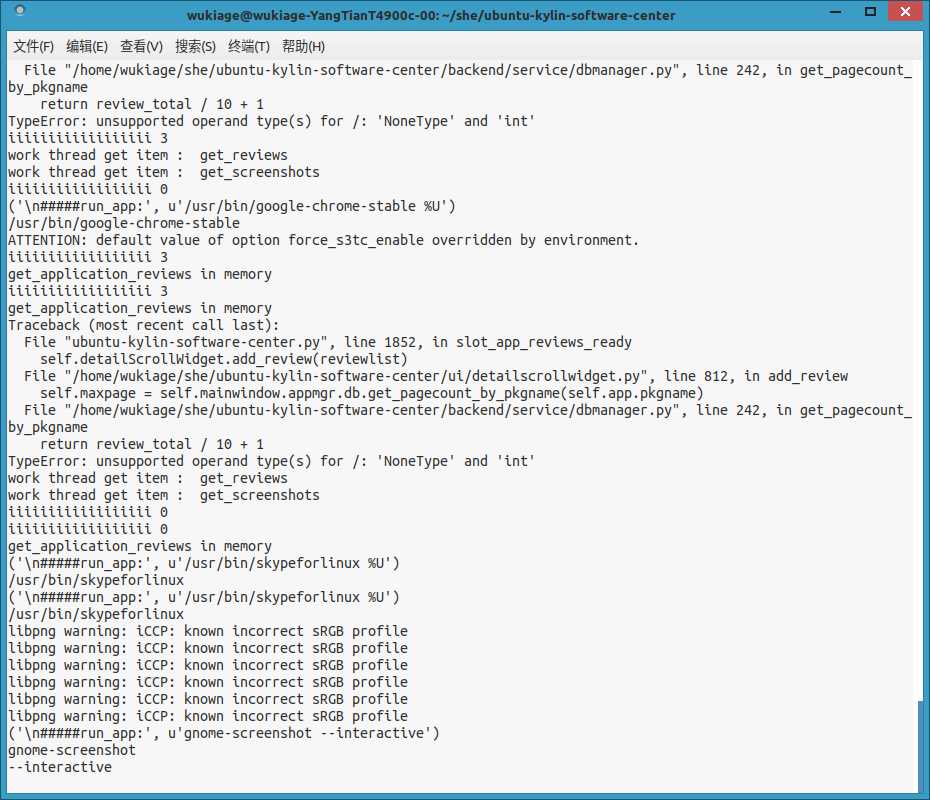 wukiage@wukiage-YangTianT4900c-00: ~/she/ubuntu-kylin-software-center
文件(F) 编辑(E) 查看(V) 搜索(S) 终端(T) 帮助(H)
  File "/home/wukiage/she/ubuntu-kylin-software-center/backend/service/dbmanager.py", line 242, in get_pagecount_
by_pkgname
    return review_total / 10 + 1
TypeError: unsupported operand type(s) for /: 'NoneType' and 'int'
iiiiiiiiiiiiiiiiii 3
work thread get item :  get_reviews
work thread get item :  get_screenshots
iiiiiiiiiiiiiiiiii 0
('\n#####run_app:', u'/usr/bin/google-chrome-stable %U')
/usr/bin/google-chrome-stable
ATTENTION: default value of option force_s3tc_enable overridden by environment.
iiiiiiiiiiiiiiiiii 3
get_application_reviews in memory
iiiiiiiiiiiiiiiiii 3
get_application_reviews in memory
Traceback (most recent call last):
  File "ubuntu-kylin-software-center.py", line 1852, in slot_app_reviews_ready
    self.detailScrollWidget.add_review(reviewlist)
  File "/home/wukiage/she/ubuntu-kylin-software-center/ui/detailscrollwidget.py", line 812, in add_review
    self.maxpage = self.mainwindow.appmgr.db.get_pagecount_by_pkgname(self.app.pkgname)
  File "/home/wukiage/she/ubuntu-kylin-software-center/backend/service/dbmanager.py", line 242, in get_pagecount_
by_pkgname
    return review_total / 10 + 1
TypeError: unsupported operand type(s) for /: 'NoneType' and 'int'
work thread get item :  get_reviews
work thread get item :  get_screenshots
iiiiiiiiiiiiiiiiii 0
iiiiiiiiiiiiiiiiii 0
get_application_reviews in memory
('\n#####run_app:', u'/usr/bin/skypeforlinux %U')
/usr/bin/skypeforlinux
('\n#####run_app:', u'/usr/bin/skypeforlinux %U')
/usr/bin/skypeforlinux
libpng warning: iCCP: known incorrect sRGB profile
libpng warning: iCCP: known incorrect sRGB profile
libpng warning: iCCP: known incorrect sRGB profile
libpng warning: iCCP: known incorrect sRGB profile
libpng warning: iCCP: known incorrect sRGB profile
libpng warning: iCCP: known incorrect sRGB profile
('\n#####run_app:', u'gnome-screenshot --interactive')
gnome-screenshot
--interactive